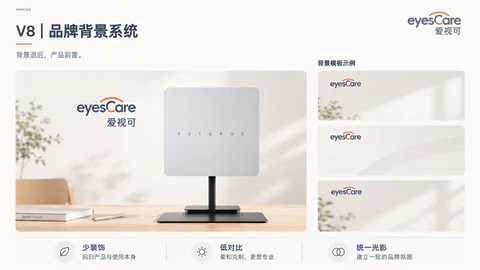 V8 | 品牌背景系统
背景退后，产品前置。
eyesCare
爱视可
背景模板示例
eyesCare
爱视可
FUTURUS
eyesCare
eyesCare
eyesCare
少装饰
回归产品与使用本身
低对比
柔和克制，更显专业
统一光影
建立一致的品牌氛围